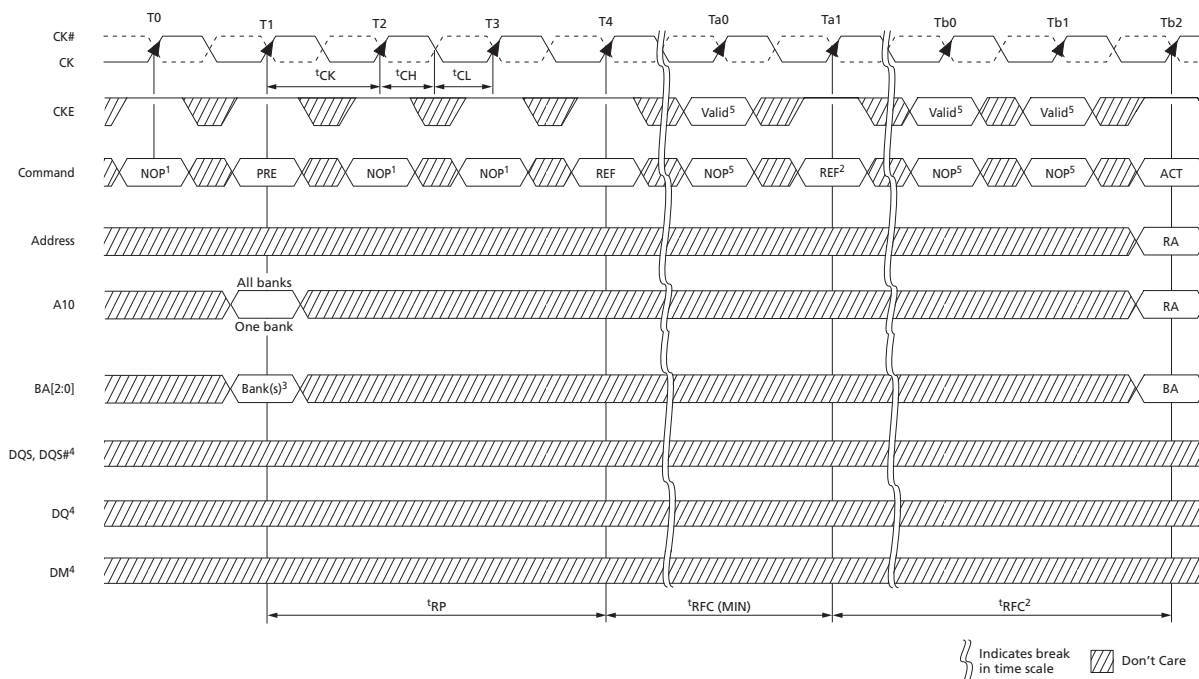 T0 T1 T2 T3 T4 Ta0 Ta1 Tb0 Tb1 Tb2
CK#
CK
tCK tCH tCL
CKE Valid5 Valid5 Valid5
Command NOP1 PRE NOP1 NOP1 REF NOP5 REF2 NOP5 NOP5 ACT
Address RA
All banks
A10 RA
One bank
BA[2:0] Bank(s)3 BA
DQS, DQS#4
DQ4
DM4
tRP tRFC (MIN) tRFC2
Indicates break
in time scale
Don't Care